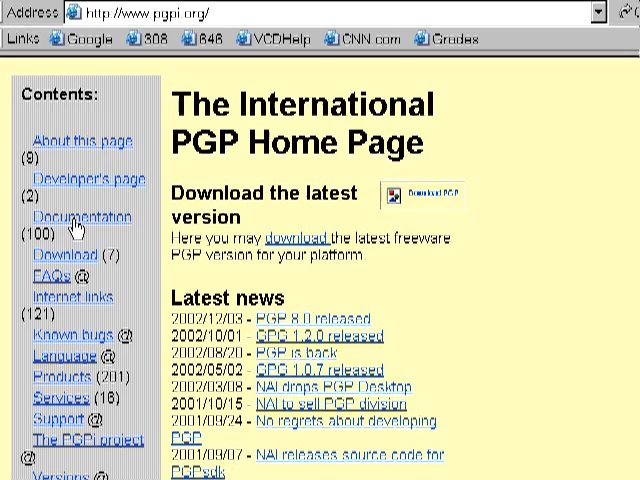 Address http://www.pgpi.org/
Links Google 308 646 VCDHelp CNN.com Grades
Contents:
About this page
(9)
Developer's page
(2)
Documentation
(100)
Download (7)
FAQs @
Internet links
(121)
Known bugs @
Language @
Products (201)
Services (16)
Support @
The PGPi project
@
Versions @
The International
PGP Home Page
Download the latest
version
Download PGP
Here you may download the latest freeware
PGP version for your platform.
Latest news
2002/12/03 - PGP 8.0 released
2002/10/01 - GPG 1.2.0 released
2002/08/20 - PGP is back
2002/05/02 - GPG 1.0.7 released
2002/03/08 - NAI drops PGP Desktop
2001/10/15 - NAI to sell PGP division
2001/09/24 - No regrets about developing
PGP
2001/09/07 - NAI releases source code for
PGPsdk